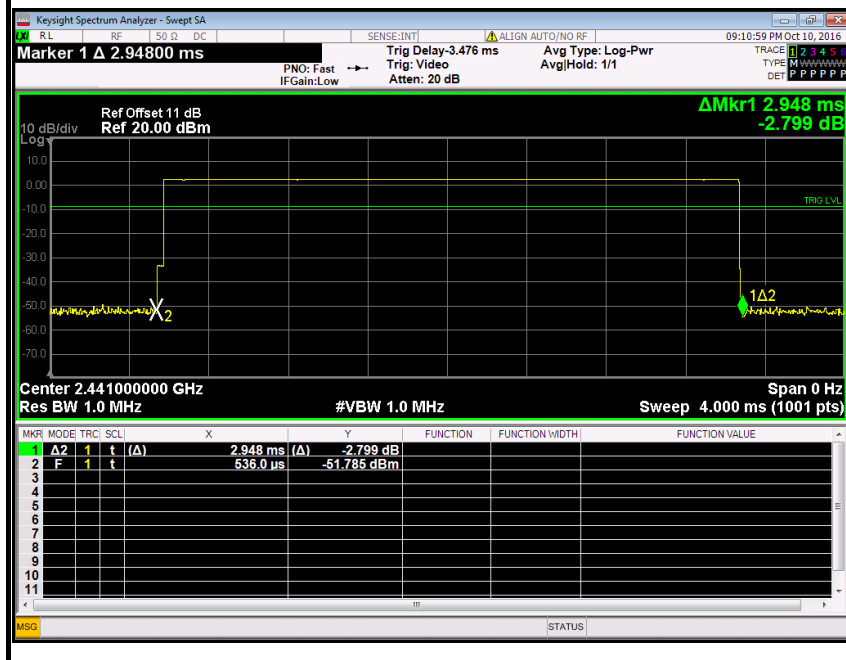 Keysight Spectrum Analyzer - Swept SA
RL RF 50 Ω DC SENSE:INT ALIGN AUTO/NO RF 09:10:59 PM Oct 10, 2016
Marker 1 Δ 2.94800 ms
Trig Delay-3.476 ms Avg Type: Log-Pwr TRACE 1 2 3 4 5 6
PNO: Fast Trig: Video Avg|Hold: 1/1 TYPE M WWWWW
IFGain:Low Atten: 20 dB DET P P P P P P
ΔMkr1 2.948 ms
-2.799 dB
Ref Offset 11 dB
10 dB/div Ref 20.00 dBm
Log
10.0
0.00
-10.0
TRIG LVL
-20.0
-30.0
-40.0
-50.0
1Δ2
2
-60.0
-70.0
Center 2.441000000 GHz Span 0 Hz
Res BW 1.0 MHz #VBW 1.0 MHz Sweep 4.000 ms (1001 pts)
MKR MODE TRC SCL X Y FUNCTION FUNCTION WIDTH FUNCTION VALUE
1 Δ2 1 t (Δ) 2.948 ms (Δ) -2.799 dB
2 F 1 t 536.0 µs -51.785 dBm
3
4
5
6
7
8
9
10
11
MSG STATUS